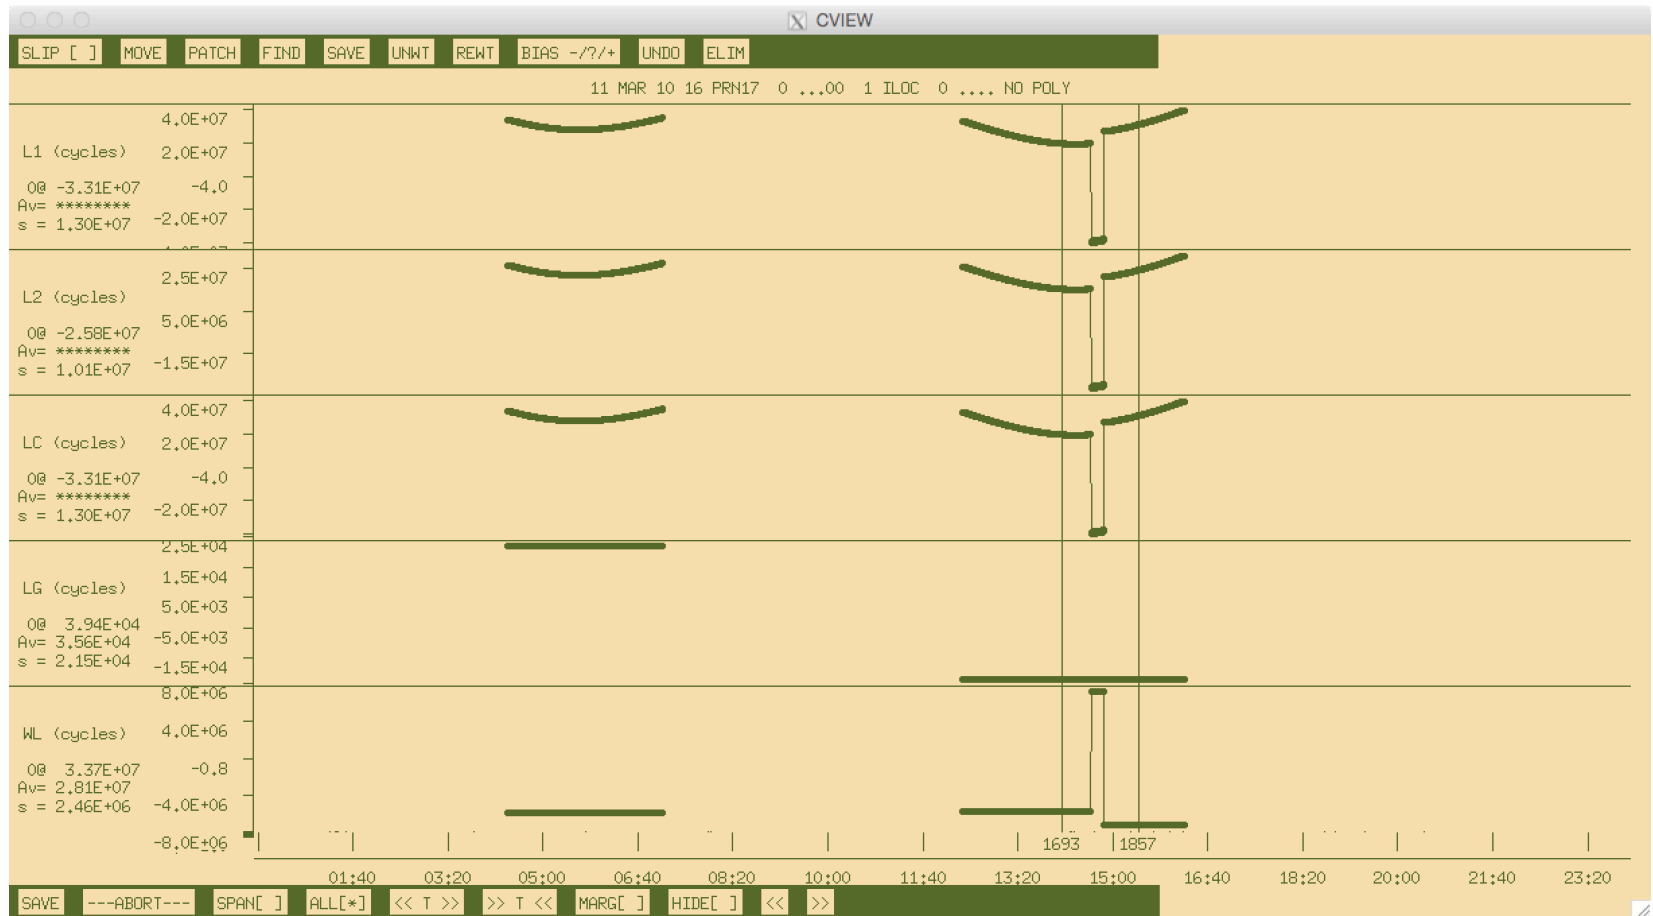 CVIEW
SLIP [ ] MOVE PATCH FIND SAVE UNWT REWT BIAS -/?/+ UNDO ELIM
11 MAR 10 16 PRN17 0 ...00 1 ILOC 0 .... NO POLY
4.0E+07
L1 (cycles) 2.0E+07
0@ -3.31E+07 -4.0
Av= ********
-2.0E+07
s = 1.30E+07
2.5E+07
L2 (cycles)
5.0E+06
0@ -2.58E+07
Av= ********
-1.5E+07
s = 1.01E+07
4.0E+07
LC (cycles) 2.0E+07
0@ -3.31E+07 -4.0
Av= ********
-2.0E+07
s = 1.30E+07
2.5E+04
1.5E+04
LG (cycles)
5.0E+03
0@ 3.94E+04
Av= 3.56E+04 -5.0E+03
s = 2.15E+04 -1.5E+04
8.0E+06
WL (cycles) 4.0E+06
0@ 3.37E+07 -0.8
Av= 2.81E+07
s = 2.46E+06 -4.0E+06
-8.0E+06 1693 1857
01:40 03:20 05:00 06:40 08:20 10:00 11:40 13:20 15:00 16:40 18:20 20:00 21:40 23:20
SAVE ---ABORT--- SPAN[ ] ALL[*] << T >> >> T << MARG[ ] HIDE[ ] << >>